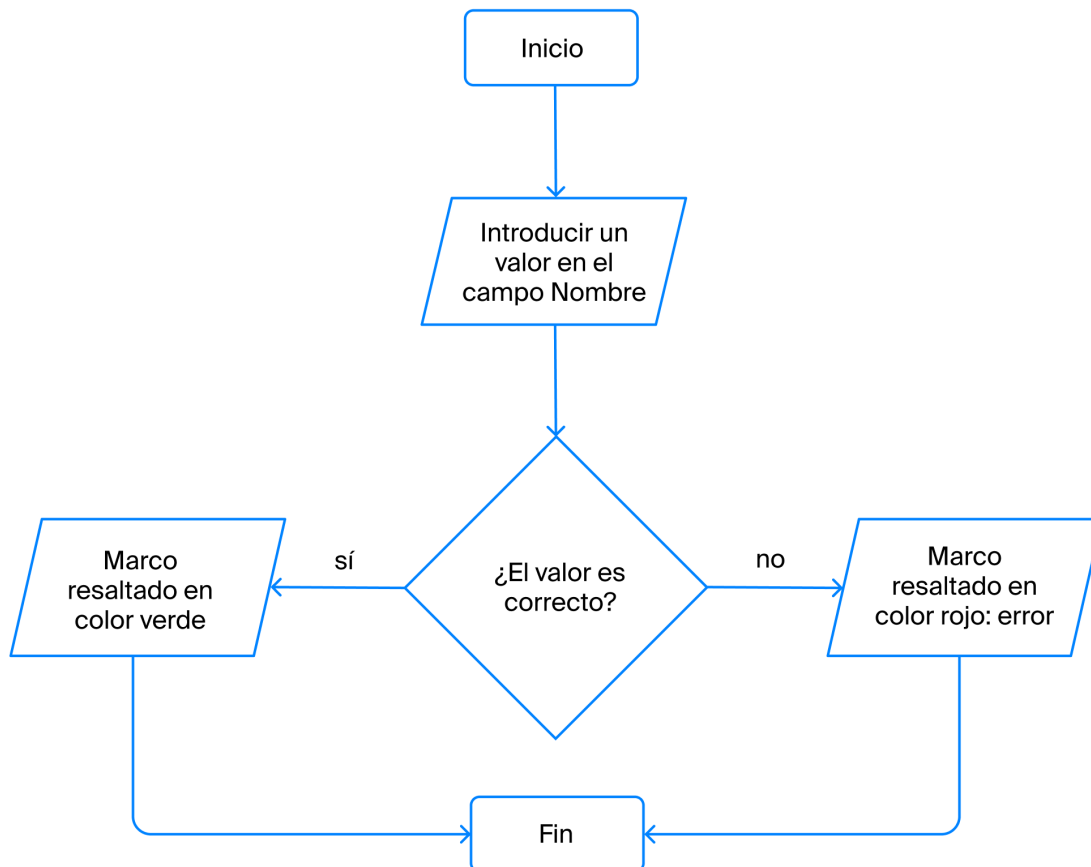 Inicio
Introducir un
valor en el
campo Nombre
¿El valor es
correcto?
sí
no
Marco
resaltado en
color verde
Marco
resaltado en
color rojo: error
Fin